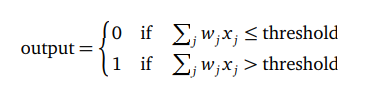 output = { 0 if ∑_j w_j x_j ≤ threshold
1 if ∑_j w_j x_j > threshold